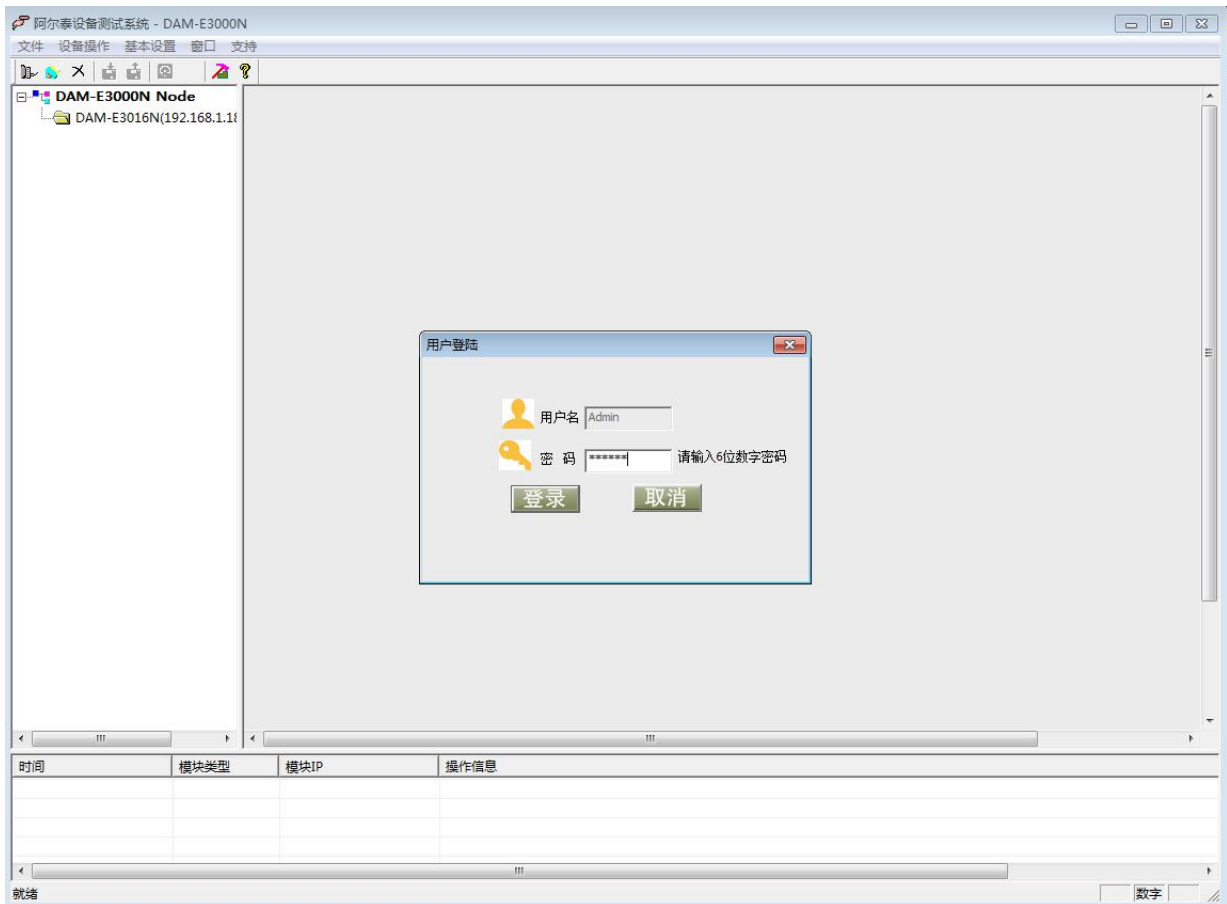 阿尔泰设备测试系统 - DAM-E3000N
文件 设备操作 基本设置 窗口 支持
DAM-E3000N Node
DAM-E3016N(192.168.1.18
用户登陆
用户名 Admin
密 码 ****** 请输入6位数字密码
登录 取消
时间 模块类型 模块IP 操作信息
就绪 数字